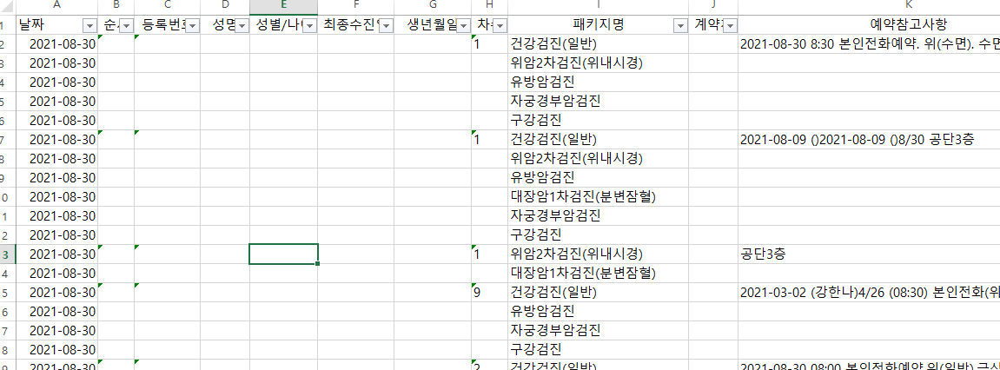 A B C D E F G H I J K
1 날짜 순서 등록번호 성명 성별/나이 최종수진일 생년월일 차수 패키지명 예약참고사항
2 2021-08-30 1 건강검진(일반) 2021-08-30 8:30 본인전화예약. 위(수면). 수면
3 2021-08-30 위암2차검진(위내시경)
4 2021-08-30 유방암검진
5 2021-08-30 자궁경부암검진
6 2021-08-30 구강검진
7 2021-08-30 1 건강검진(일반) 2021-08-09 ()2021-08-09 ()8/30 공단3층
8 2021-08-30 위암2차검진(위내시경)
9 2021-08-30 유방암검진
0 2021-08-30 대장암1차검진(분변잠혈)
1 2021-08-30 자궁경부암검진
2 2021-08-30 구강검진
3 2021-08-30 1 위암2차검진(위내시경) 공단3층
4 2021-08-30 대장암1차검진(분변잠혈)
5 2021-08-30 9 건강검진(일반) 2021-03-02 (강한나)4/26 (08:30) 본인전화(위
6 2021-08-30 유방암검진
7 2021-08-30 자궁경부암검진
8 2021-08-30 구강검진
9 2021-08-30 2 건강검진(일반) 2021-08-30 08:00 본인전화예약.위(일반)